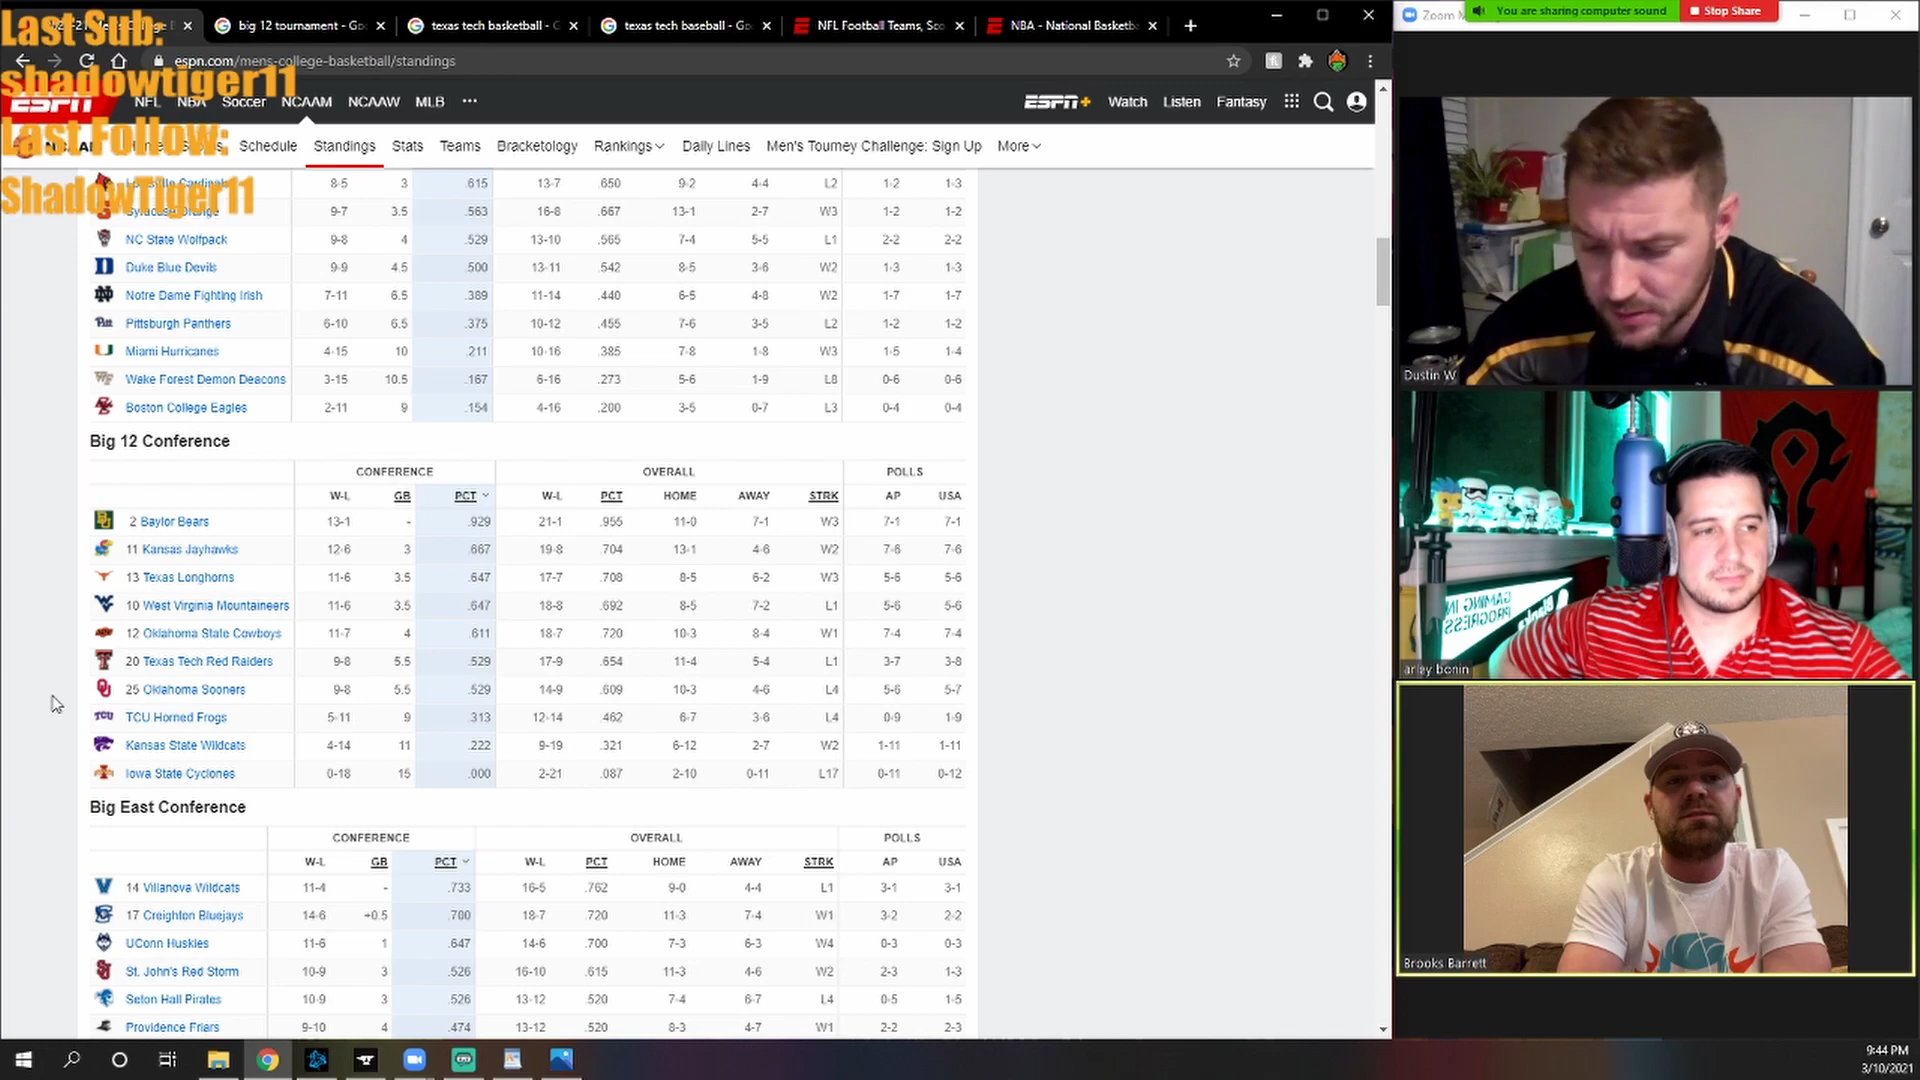 Last Sub:
shadowtiger11
Last Follow:
ShadowTiger11
big 12 tournament - Go
texas tech basketball - G
texas tech baseball - Go
NFL Football Teams, Sco
NBA - National Basketb
espn.com/mens-college-basketball/standings
Zoom
You are sharing computer sound
Stop Share
ESPN NFL NBA Soccer NCAAM NCAAW MLB ESPN+ Watch Listen Fantasy
Schedule Standings Stats Teams Bracketology Rankings Daily Lines Men's Tourney Challenge: Sign Up More
Louisville Cardinals 8-5 3 .615 13-7 .650 9-2 4-4 L2 1-2 1-3
Syracuse Orange 9-7 3.5 .563 16-8 .667 13-1 2-7 W3 1-2 1-2
NC State Wolfpack 9-8 4 .529 13-10 .565 7-4 5-5 L1 2-2 2-2
Duke Blue Devils 9-9 4.5 .500 13-11 .542 8-5 3-6 W2 1-3 1-3
Notre Dame Fighting Irish 7-11 6.5 .389 11-14 .440 6-5 4-8 W2 1-7 1-7
Pittsburgh Panthers 6-10 6.5 .375 10-12 .455 7-6 3-5 L2 1-2 1-2
Miami Hurricanes 4-15 10 .211 10-16 .385 7-8 1-8 W3 1-5 1-4
Wake Forest Demon Deacons 3-15 10.5 .167 6-16 .273 5-6 1-9 L8 0-6 0-6
Boston College Eagles 2-11 9 .154 4-16 .200 3-5 0-7 L3 0-4 0-4
Big 12 Conference
CONFERENCE OVERALL POLLS
W-L GB PCT W-L PCT HOME AWAY STRK AP USA
2 Baylor Bears 13-1 - .929 21-1 .955 11-0 7-1 W3 7-1 7-1
11 Kansas Jayhawks 12-6 3 .667 19-8 .704 13-1 4-6 W2 7-6 7-6
13 Texas Longhorns 11-6 3.5 .647 17-7 .708 8-5 6-2 W3 5-6 5-6
10 West Virginia Mountaineers 11-6 3.5 .647 18-8 .692 8-5 7-2 L1 5-6 5-6
12 Oklahoma State Cowboys 11-7 4 .611 18-7 .720 10-3 8-4 W1 7-4 7-4
20 Texas Tech Red Raiders 9-8 5.5 .529 17-9 .654 11-4 5-4 L1 3-7 3-8
25 Oklahoma Sooners 9-8 5.5 .529 14-9 .609 10-3 4-6 L4 5-6 5-7
TCU Horned Frogs 5-11 9 .313 12-14 .462 6-7 3-6 L4 0-9 1-9
Kansas State Wildcats 4-14 11 .222 9-19 .321 6-12 2-7 W2 1-11 1-11
Iowa State Cyclones 0-18 15 .000 2-21 .087 2-10 0-11 L17 0-11 0-12
Big East Conference
CONFERENCE OVERALL POLLS
W-L GB PCT W-L PCT HOME AWAY STRK AP USA
14 Villanova Wildcats 11-4 - .733 16-5 .762 9-0 4-4 L1 3-1 3-1
17 Creighton Bluejays 14-6 +0.5 .700 18-7 .720 11-3 7-4 W1 3-2 2-2
UConn Huskies 11-6 1 .647 14-6 .700 7-3 6-3 W4 0-3 0-3
St. John's Red Storm 10-9 3 .526 16-10 .615 11-3 4-6 W2 2-3 1-3
Seton Hall Pirates 10-9 3 .526 13-12 .520 7-4 6-7 L4 0-5 1-5
Providence Friars 9-10 4 .474 13-12 .520 8-3 4-7 W1 2-2 2-3
Dustin W
GAMING IN
PROGRESS
arley bonin
Brooks Barrett
9:44 PM
3/10/2021